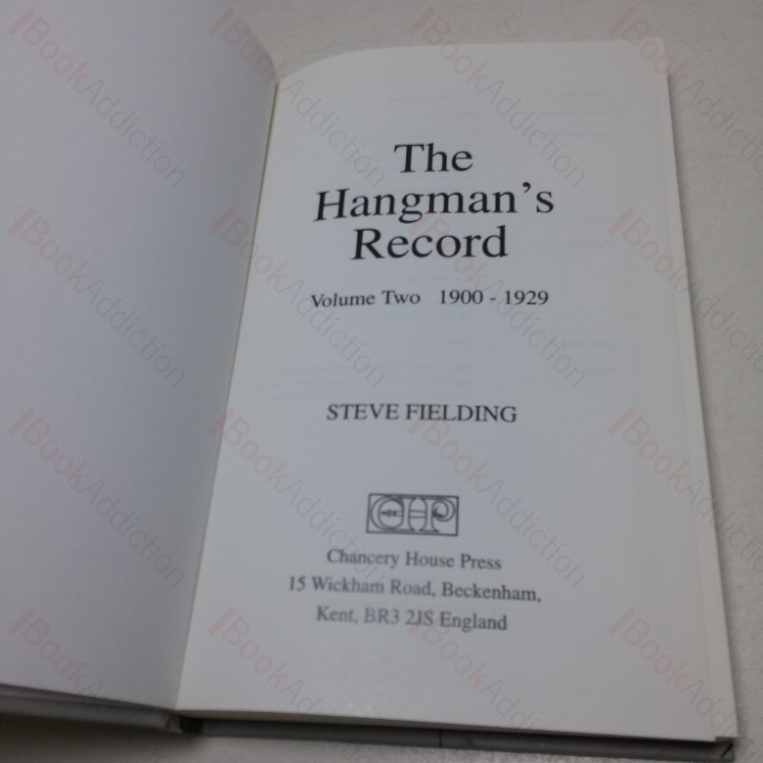 The
Hangman's
Record
Volume Two 1900 - 1929
STEVE FIELDING
CHP
Chancery House Press
15 Wickham Road, Beckenham,
Kent, BR3 2JS England
BookAddiction